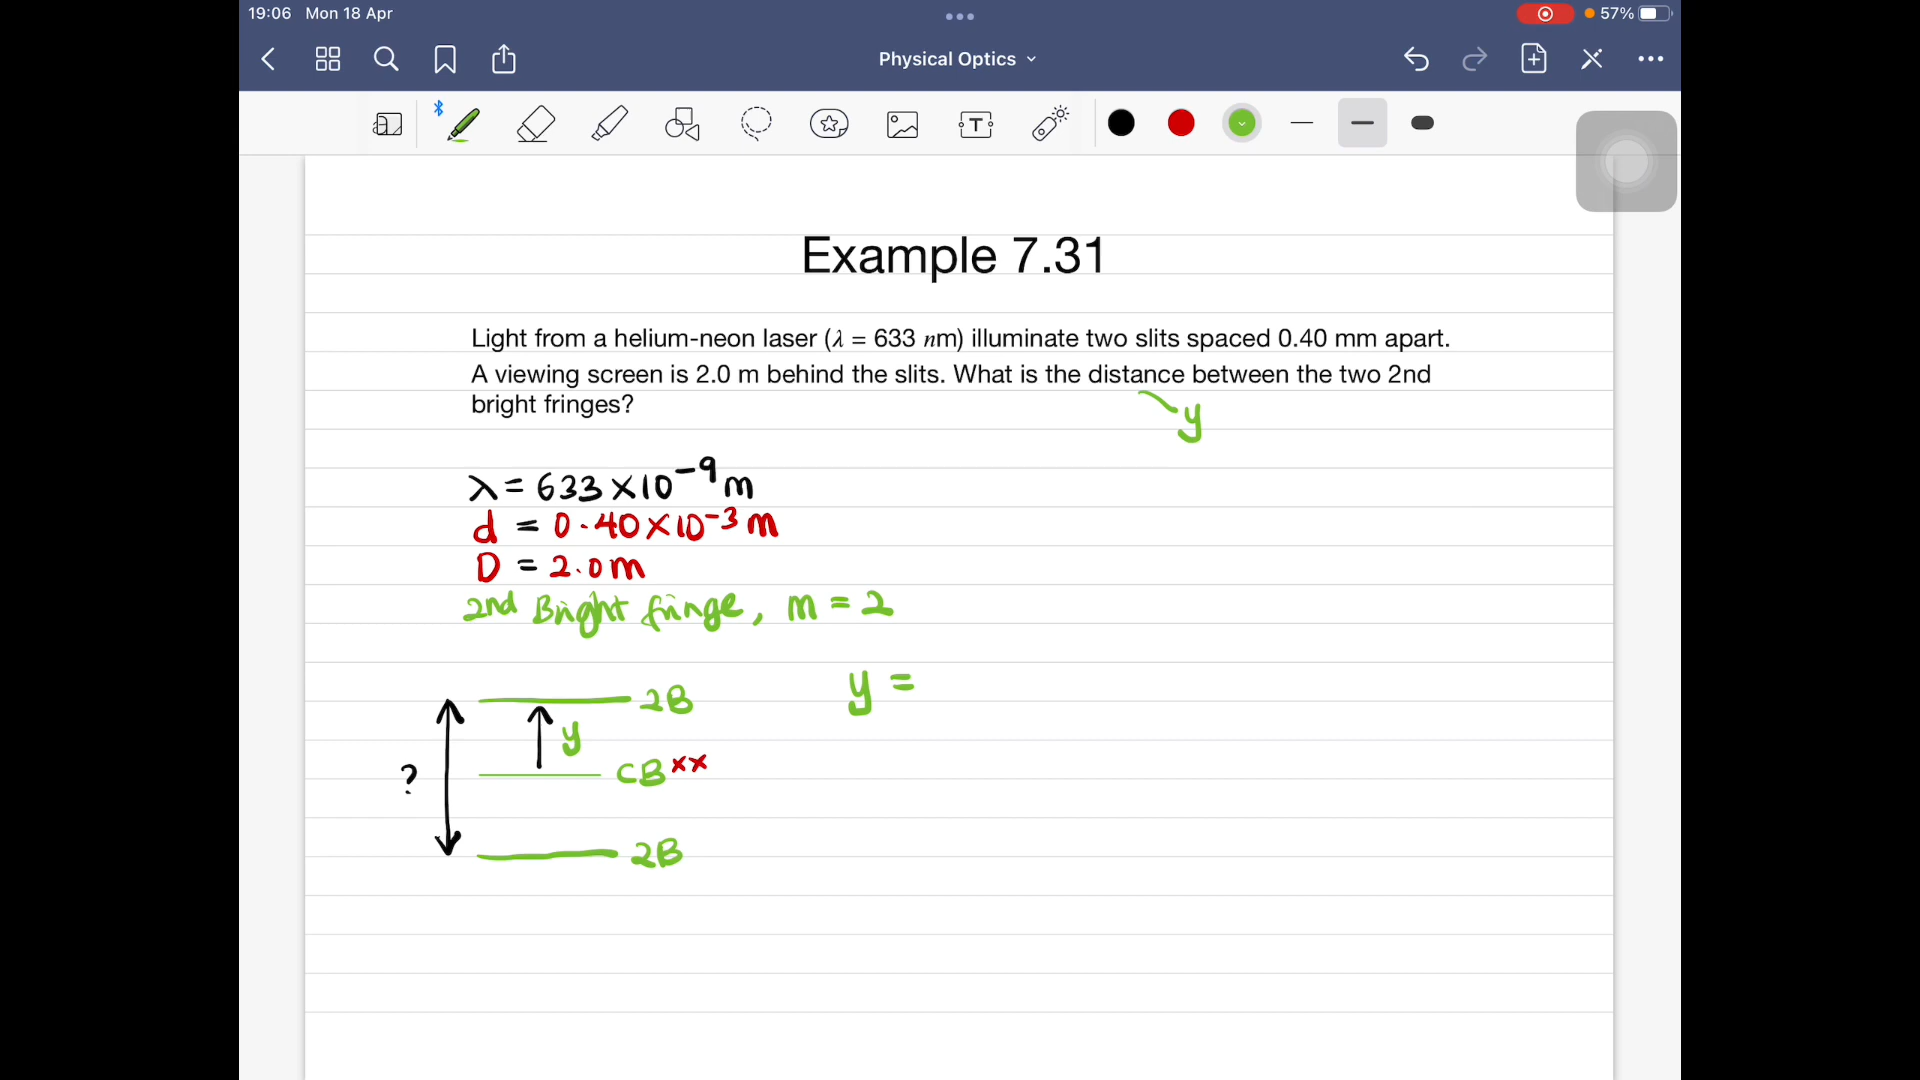 19:06 Mon 18 Apr
57%
Physical Optics
Example 7.31
Light from a helium-neon laser (λ = 633 nm) illuminate two slits spaced 0.40 mm apart.
A viewing screen is 2.0 m behind the slits. What is the distance between the two 2nd
bright fringes?
y
λ = 633 × 10⁻⁹ m
d = 0.40 × 10⁻³ m
D = 2.0 m
2nd Bright fringe, m = 2
y =
2B
y
CB xx
?
2B